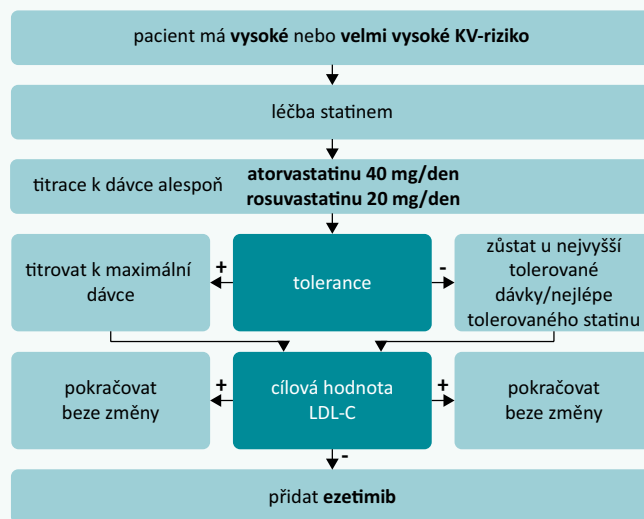 pacient má vysoké nebo velmi vysoké KV-riziko
léčba statinem
titrace k dávce alespoň
atorvastatinu 40 mg/den
rosuvastatinu 20 mg/den
titrovat k maximální
dávce
+
tolerance
-
zůstat u nejvyšší
tolerované
dávky/nejlépe
tolerovaného statinu
pokračovat
beze změny
+
cílová hodnota
LDL-C
+
pokračovat
beze změny
-
přidat ezetimib